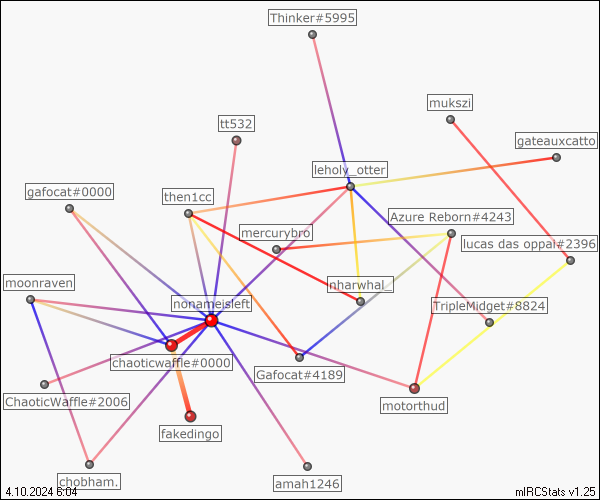 Thinker#5995
mukszi
tt532
gateauxcatto
leholy_otter
gafocat#0000
then1cc
Azure Reborn#4243
mercurybro
lucas das oppal#2396
moonraven
nharwhal
nonameisleft
TripleMidget#8824
chaoticwaffle#0000
Gafocat#4189
ChaoticWaffle#2006
motorthud
fakedingo
chobham.
amah1246
4.10.2024 6:04
mIRCStats v1.25